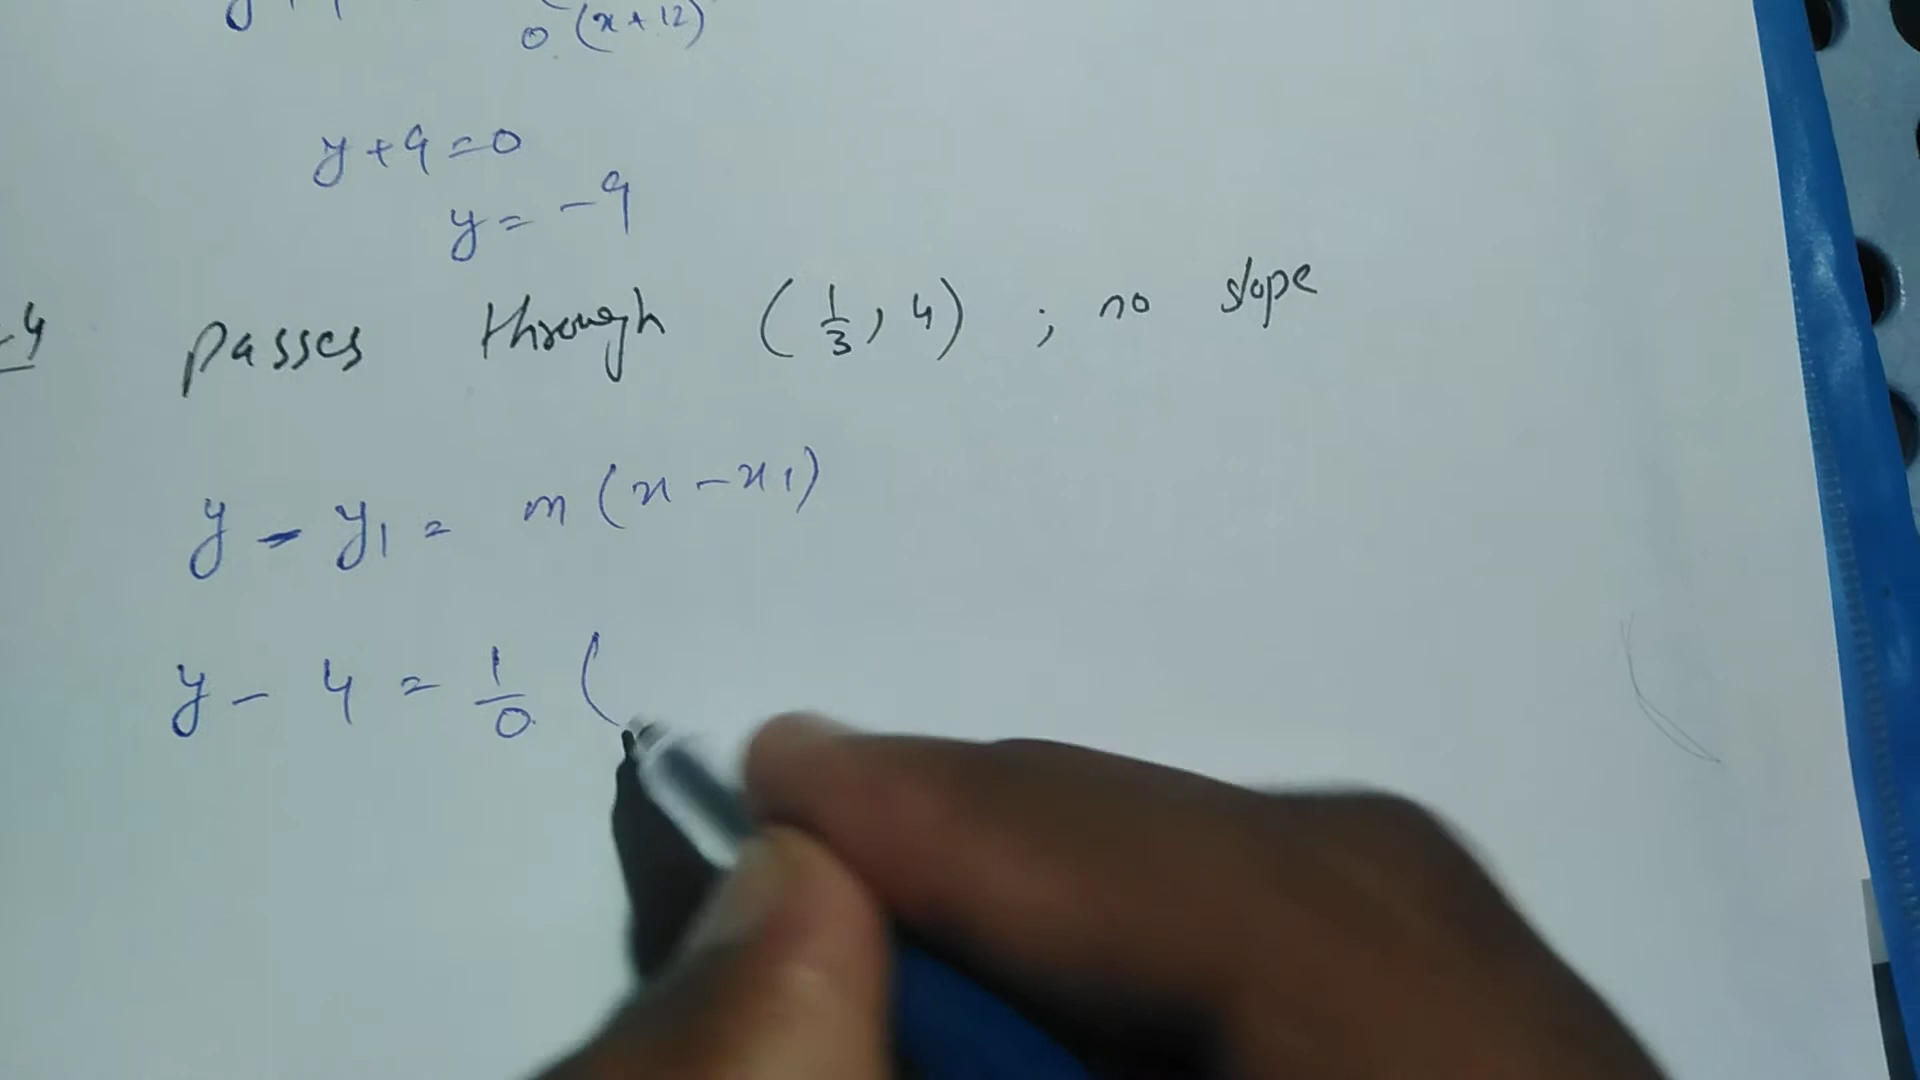 0 (x + 12)
y + 9 = 0
y = -9
-4 passes through (1/3, 4) ; no slope
y - y1 = m (x - x1)
y - 4 = 1/0 (